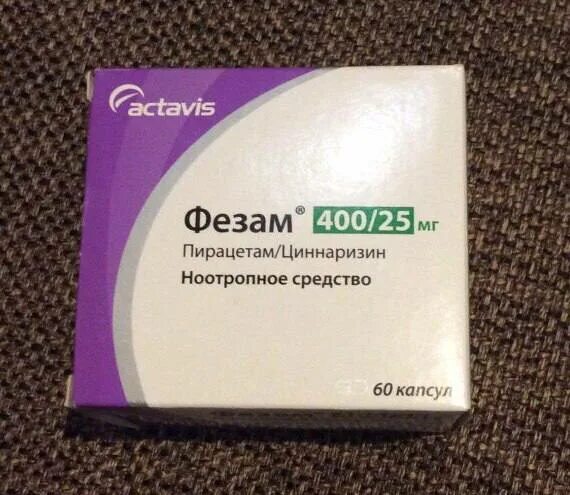 actavis
Фезам® 400/25 мг
Пирацетам/Циннаризин
Ноотропное средство
60 капсул